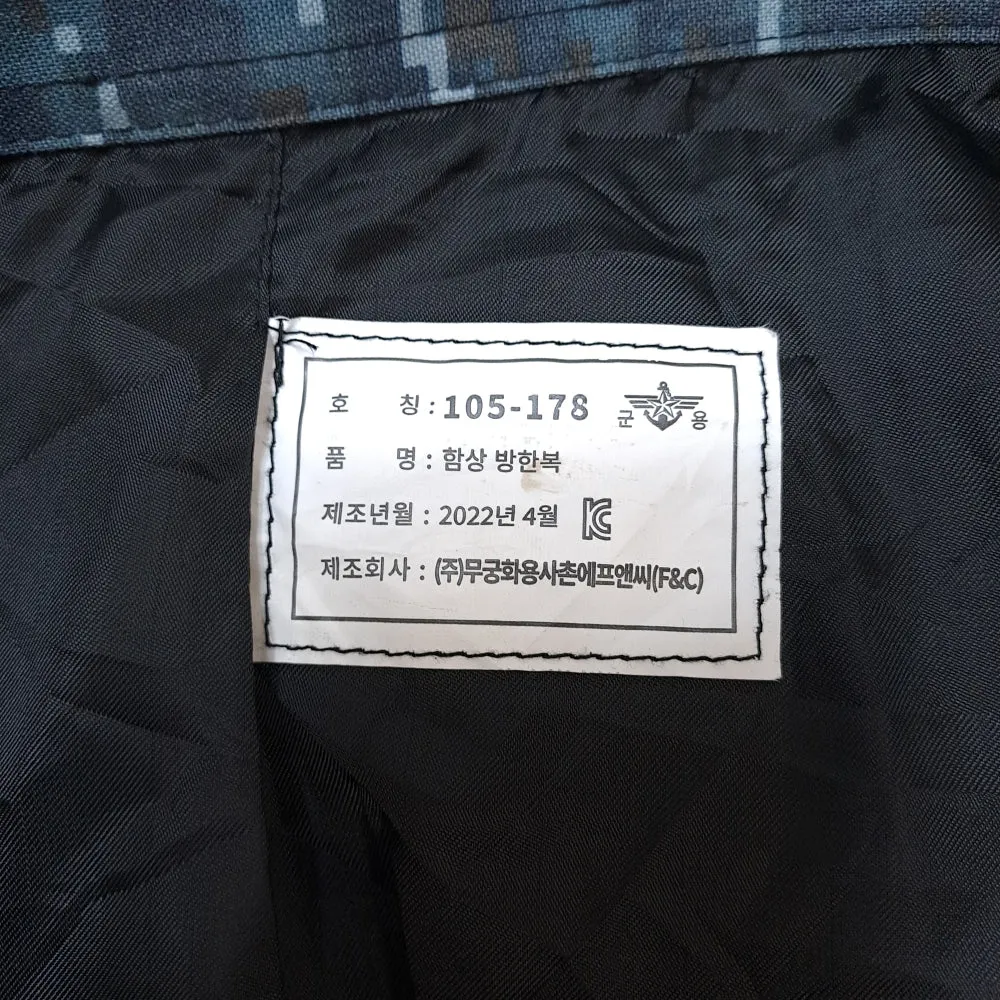 호 칭 : 105-178 군 용
품 명 : 함상 방한복
제조년월 : 2022년 4월 KC
제조회사 : (주)무궁화용사촌에프앤씨(F&C)